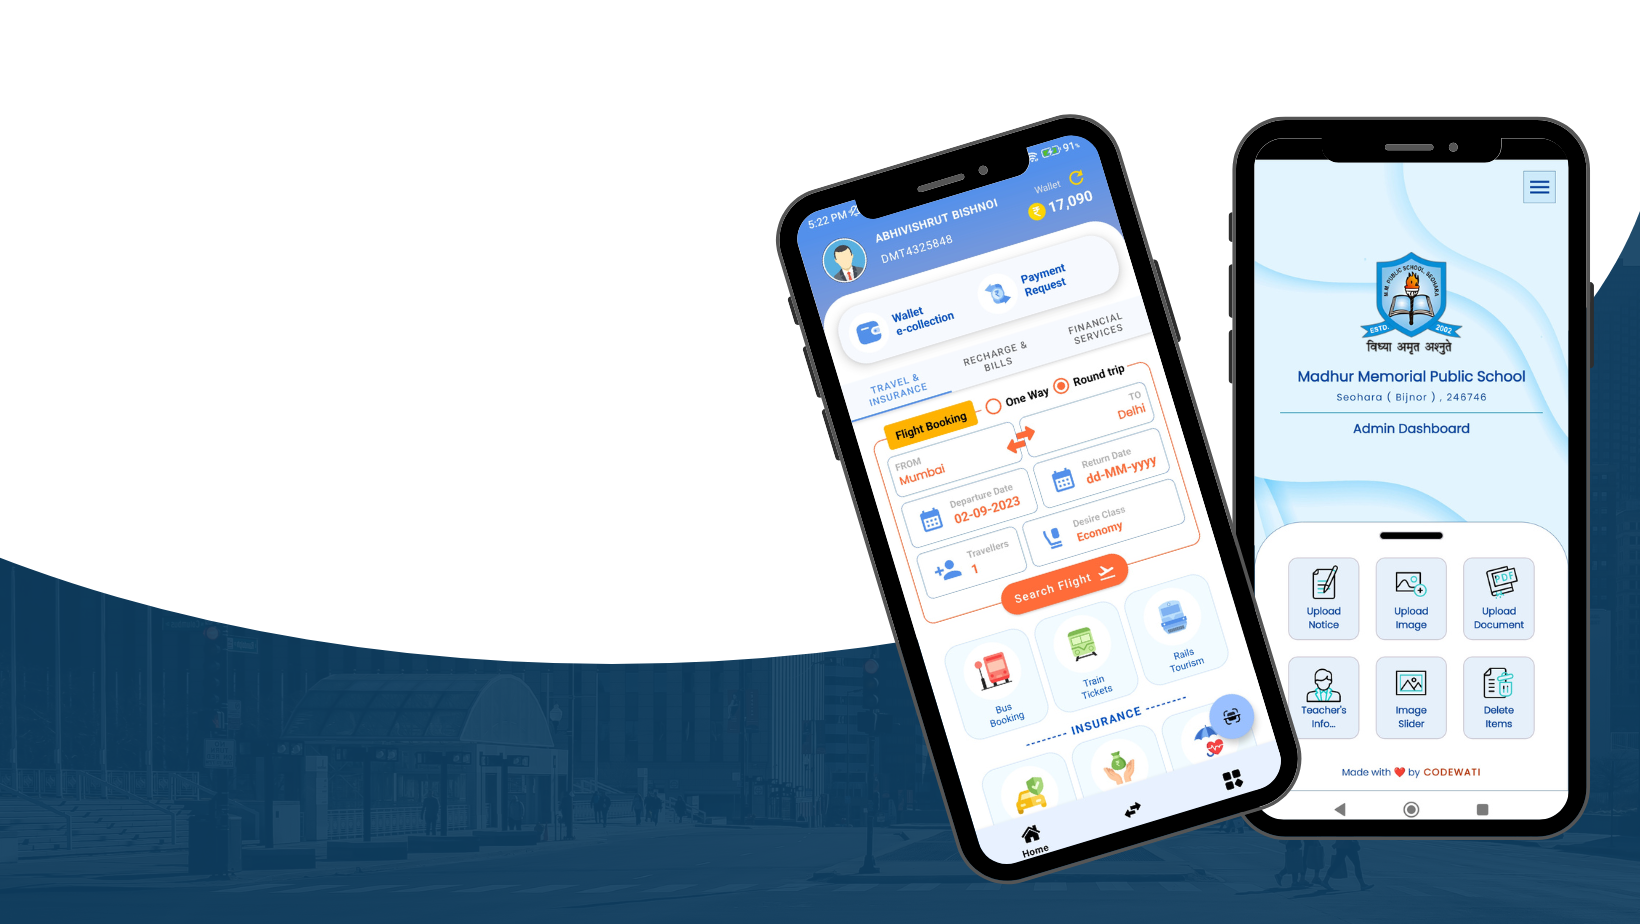 5:22 PM
91%
ABHIVISHRUT BISHNOI
DMT4325848
Wallet
₹ 17,090
Wallet
e-collection
Payment
Request
TRAVEL &
INSURANCE
RECHARGE &
BILLS
FINANCIAL
SERVICES
Flight Booking
One Way
Round trip
FROM
Mumbai
TO
Delhi
Departure Date
02-09-2023
Return Date
dd-MM-yyyy
Travellers
1
Desire Class
Economy
Search Flight
Bus
Booking
Train
Tickets
Rails
Tourism
INSURANCE
Home
M.M. PUBLIC SCHOOL, SEOHARA
ESTD. 2002
विध्या अमृत अश्नुते
Madhur Memorial Public School
Seohara ( Bijnor ) , 246746
Admin Dashboard
Upload
Notice
Upload
Image
PDF
Upload
Document
Teacher's
Info...
Image
Slider
Delete
Items
Made with ❤ by CODEWATI